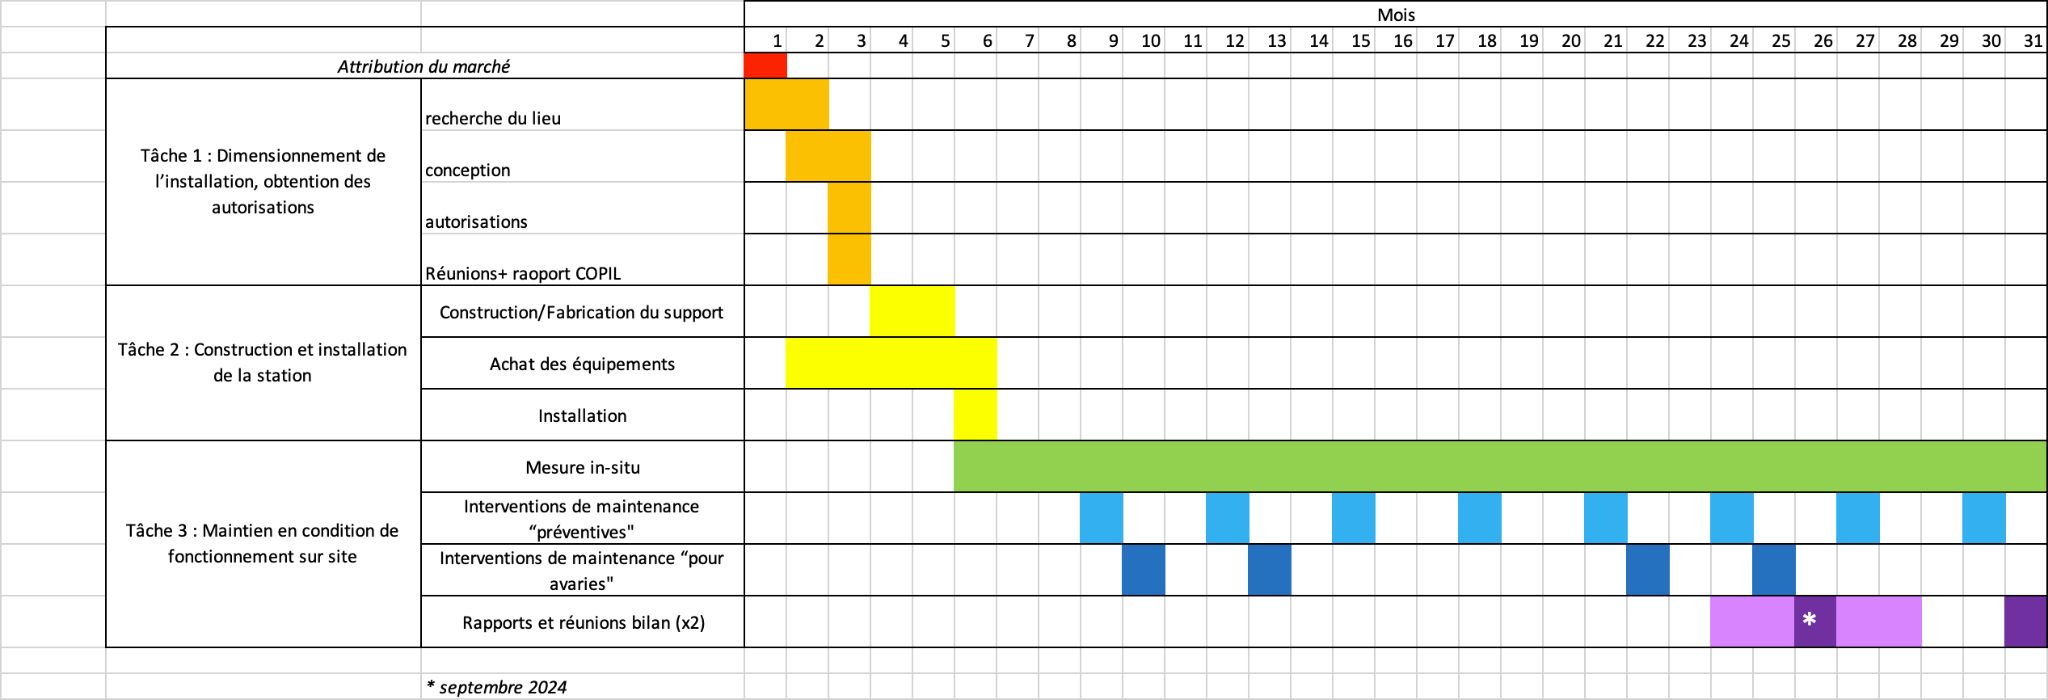 Mois
1 2 3 4 5 6 7 8 9 10 11 12 13 14 15 16 17 18 19 20 21 22 23 24 25 26 27 28 29 30 31
Attribution du marché
Tâche 1 : Dimensionnement de
l’installation, obtention des
autorisations
recherche du lieu
conception
autorisations
Réunions+ raoport COPIL
Tâche 2 : Construction et installation
de la station
Construction/Fabrication du support
Achat des équipements
Installation
Tâche 3 : Maintien en condition de
fonctionnement sur site
Mesure in-situ
Interventions de maintenance
“préventives"
Interventions de maintenance “pour
avaries"
Rapports et réunions bilan (x2)
*
* septembre 2024